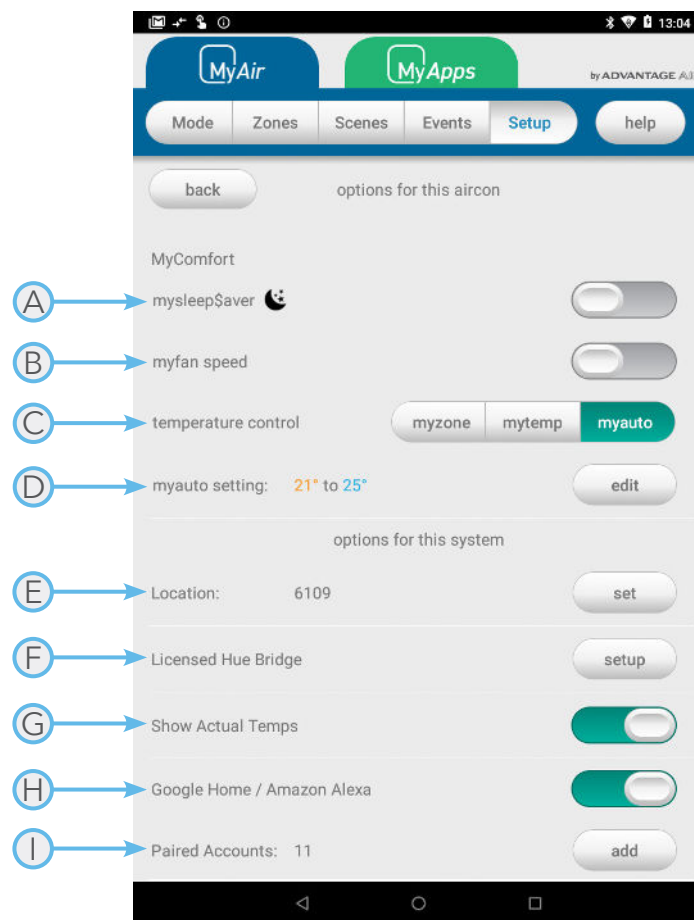 13:04
MyAir MyApps by ADVANTAGE AIR
Mode Zones Scenes Events Setup help
back options for this aircon
MyComfort
A mysleep$aver
B myfan speed
C temperature control myzone mytemp myauto
D myauto setting: 21° to 25° edit
options for this system
E Location: 6109 set
F Licensed Hue Bridge setup
G Show Actual Temps
H Google Home / Amazon Alexa
I Paired Accounts: 11 add